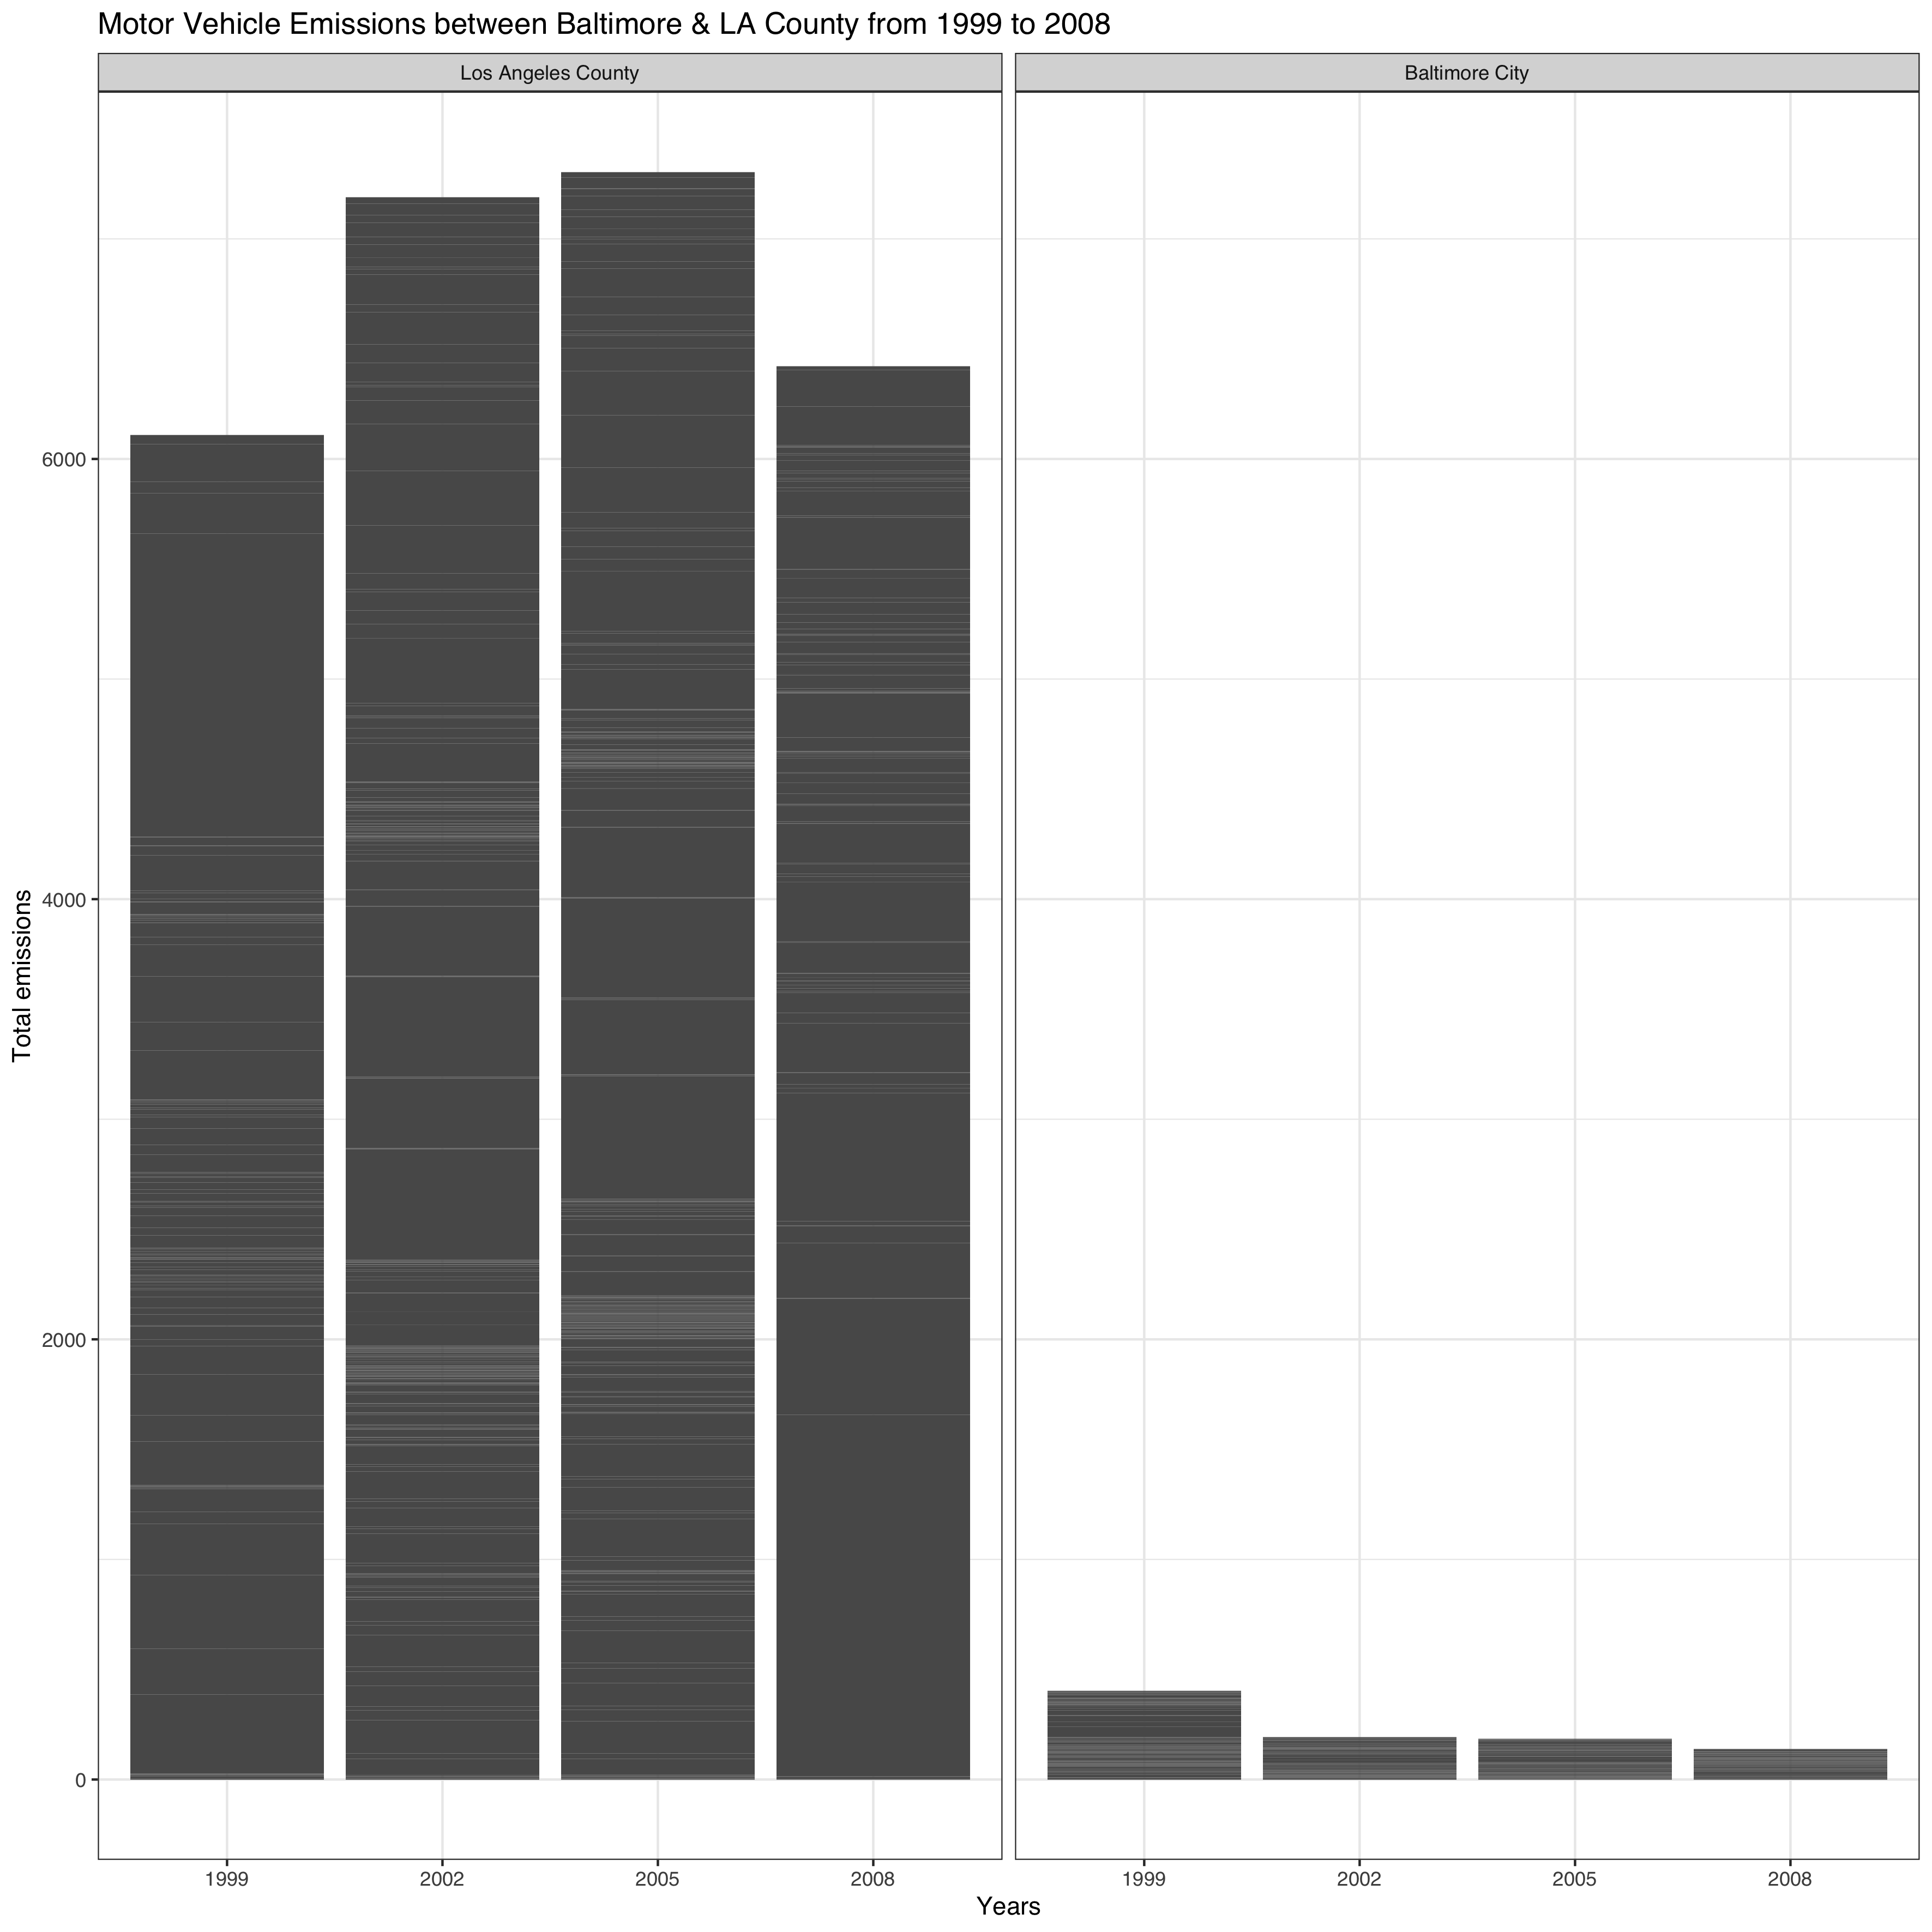 Motor Vehicle Emissions between Baltimore & LA County from 1999 to 2008
Los Angeles County
Baltimore City
Total emissions
6000
4000
2000
0
1999 2002 2005 2008
1999 2002 2005 2008
Years